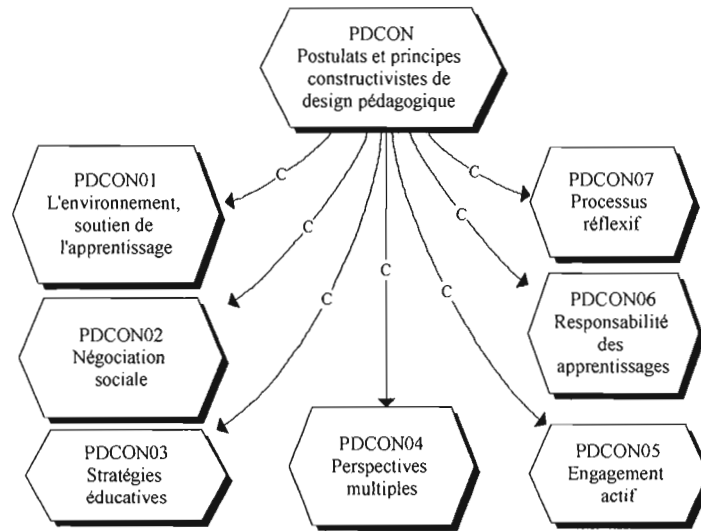 PDCON
Postulats et principes
constructivistes de
design pédagogique
PDCON01
L'environnement,
soutien de
l'apprentissage
C
C
C
C
C
C
C
PDCON07
Processus
réflexif
PDCON02
Négociation
sociale
PDCON06
Responsabilité
des
apprentissages
PDCON03
Stratégies
éducatives
PDCON04
Perspectives
multiples
PDCON05
Engagement
actif